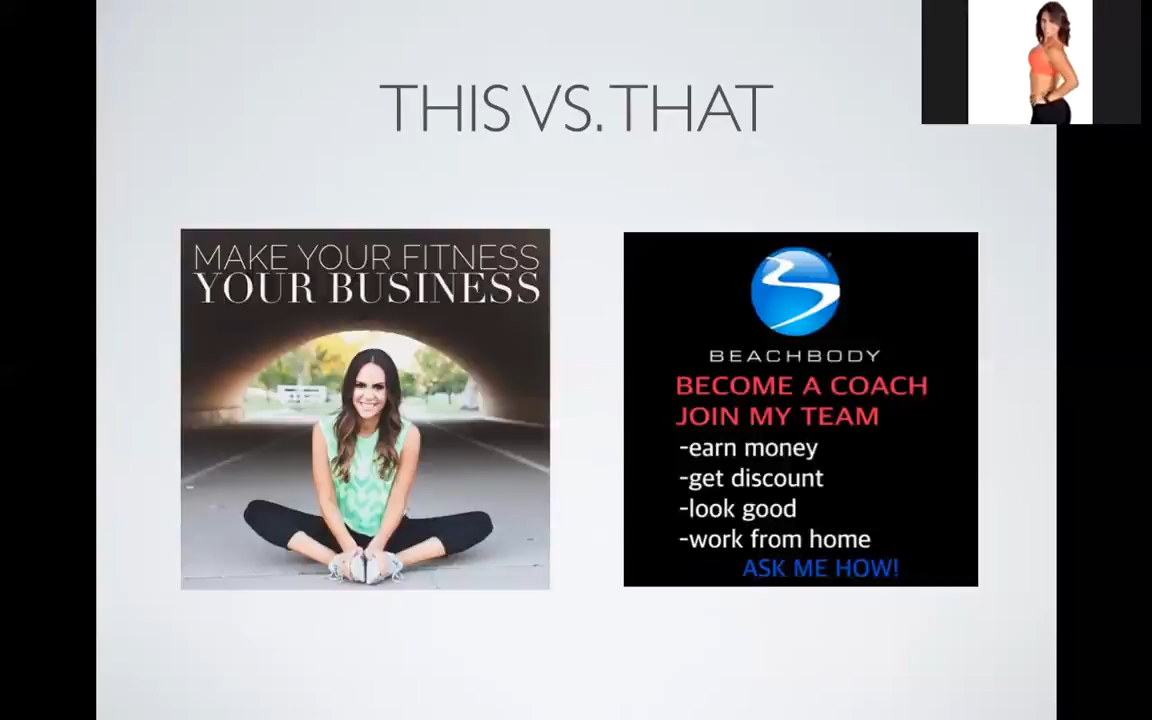 THIS VS. THAT
MAKE YOUR FITNESS
YOUR BUSINESS
BEACHBODY
BECOME A COACH
JOIN MY TEAM
-earn money
-get discount
-look good
-work from home
ASK ME HOW!